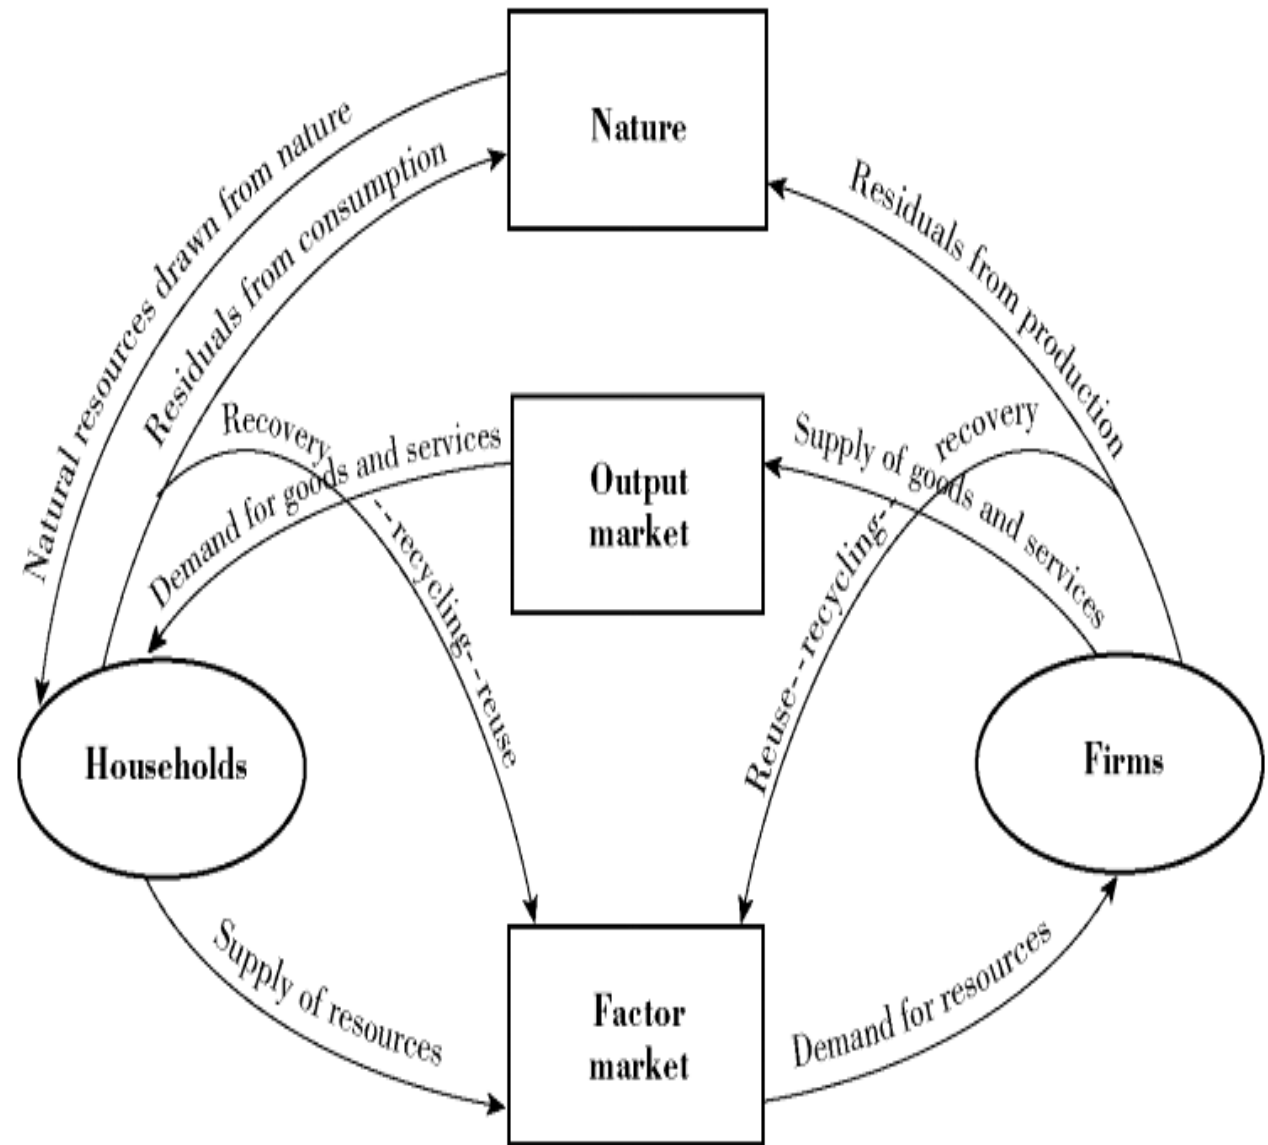 Nature
Natural resources drawn from nature
Residuals from consumption
Residuals from production
Recovery
--recycling--reuse
Demand for goods and services
Output
market
Supply of goods and services
recovery
Reuse--recycling--
Households
Firms
Supply of resources
Factor
market
Demand for resources